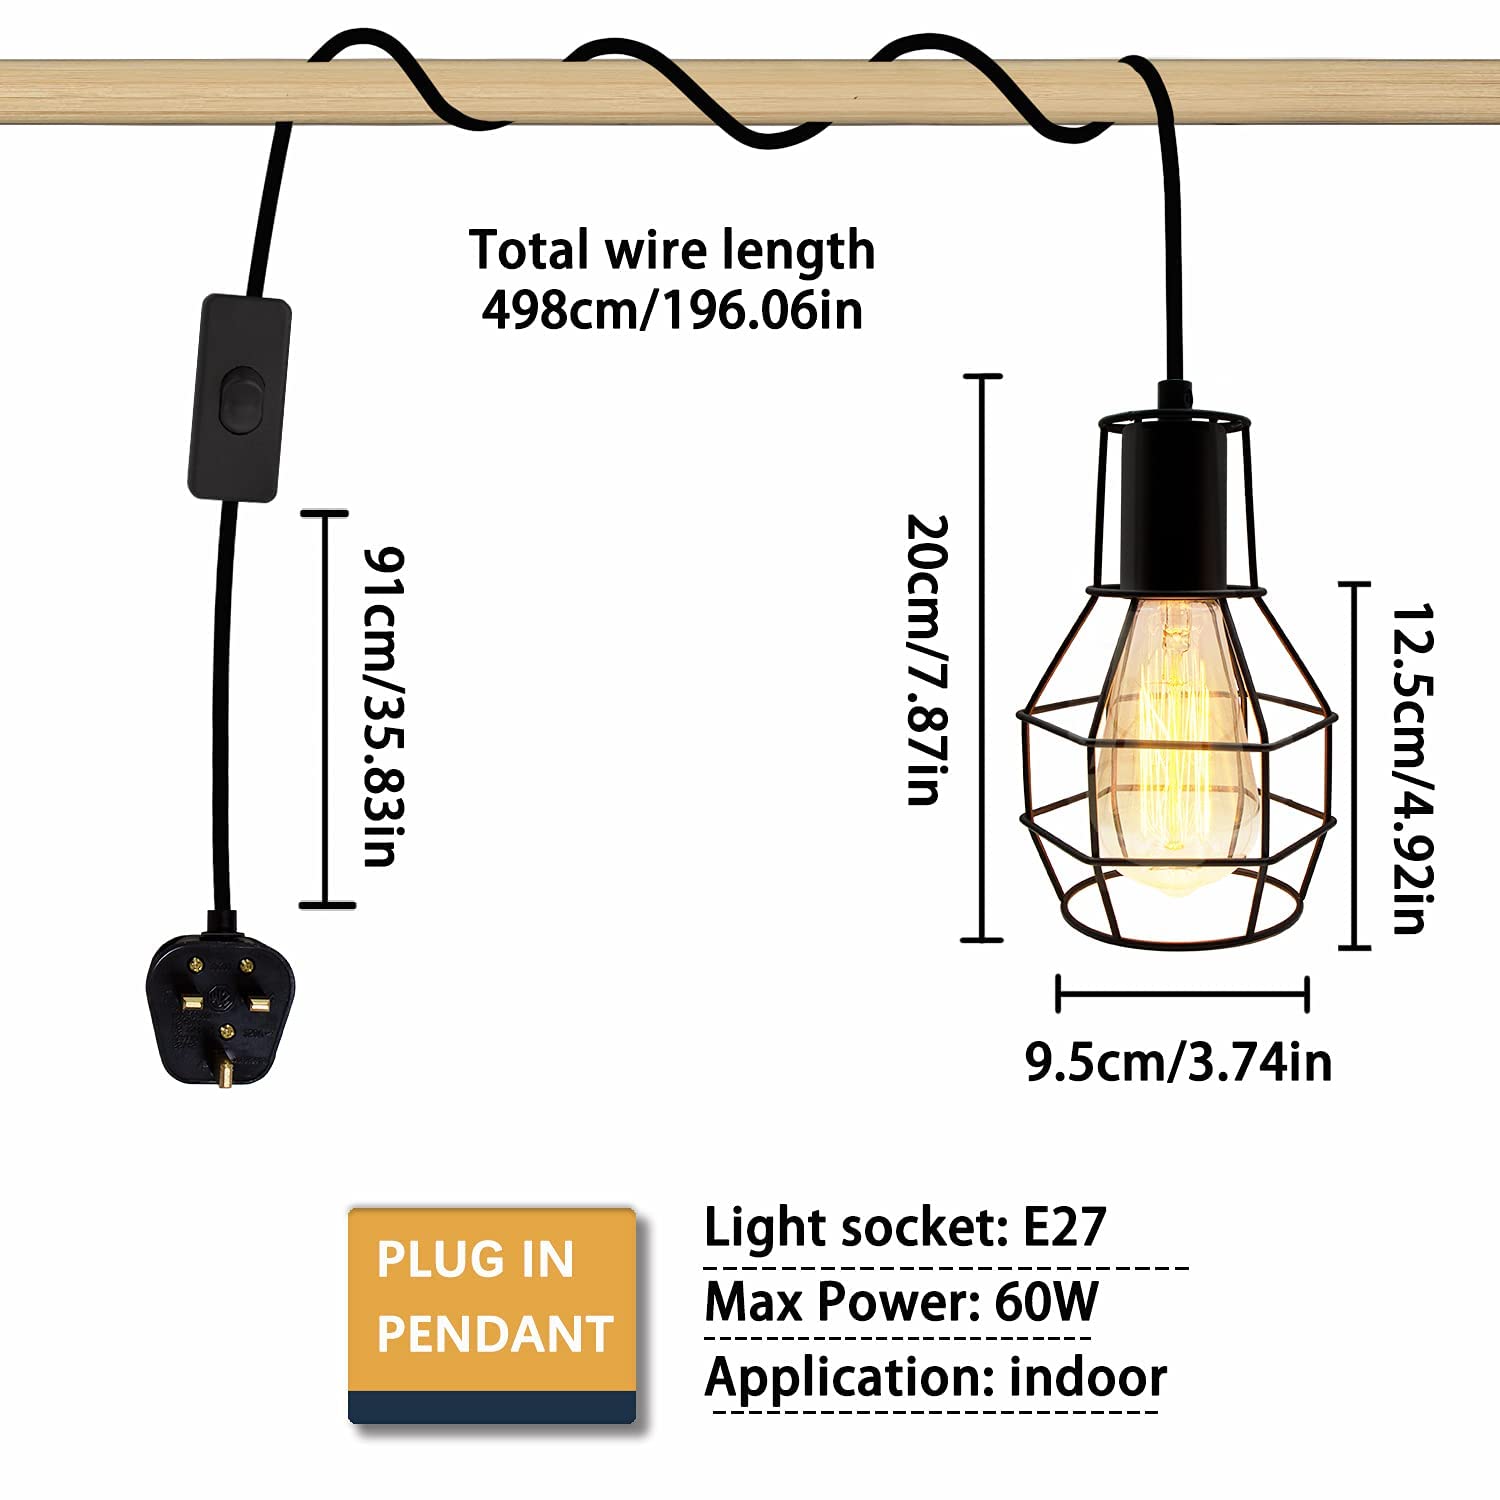 Total wire length
498cm/196.06in
91cm/35.83in
20cm/7.87in
12.5cm/4.92in
9.5cm/3.74in
PLUG IN
PENDANT
Light socket: E27
Max Power: 60W
Application: indoor